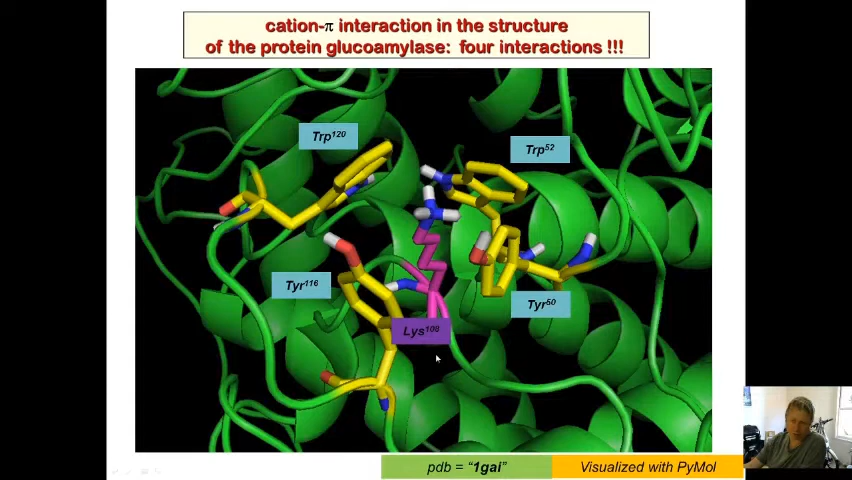 cation-π interaction in the structure
of the protein glucoamylase: four interactions !!!
Trp120
Trp52
Tyr116
Tyr50
Lys108
pdb = “1gai”
Visualized with PyMol